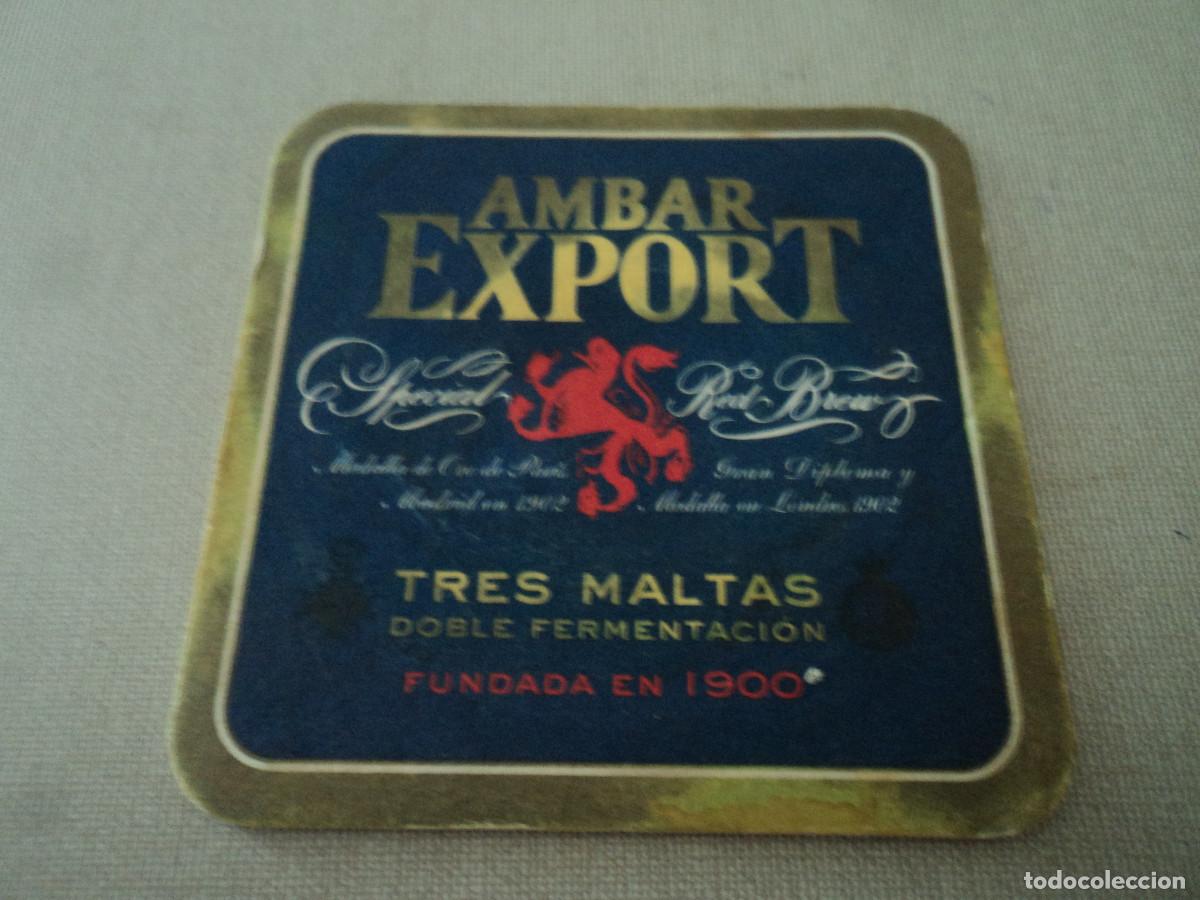 AMBAR
EXPORT
Special Red Brew
Medalla de Oro de París Gran Diploma y
Madrid en 1902 Medalla en Londres 1902
TRES MALTAS
DOBLE FERMENTACIÓN
FUNDADA EN 1900
todocoleccion